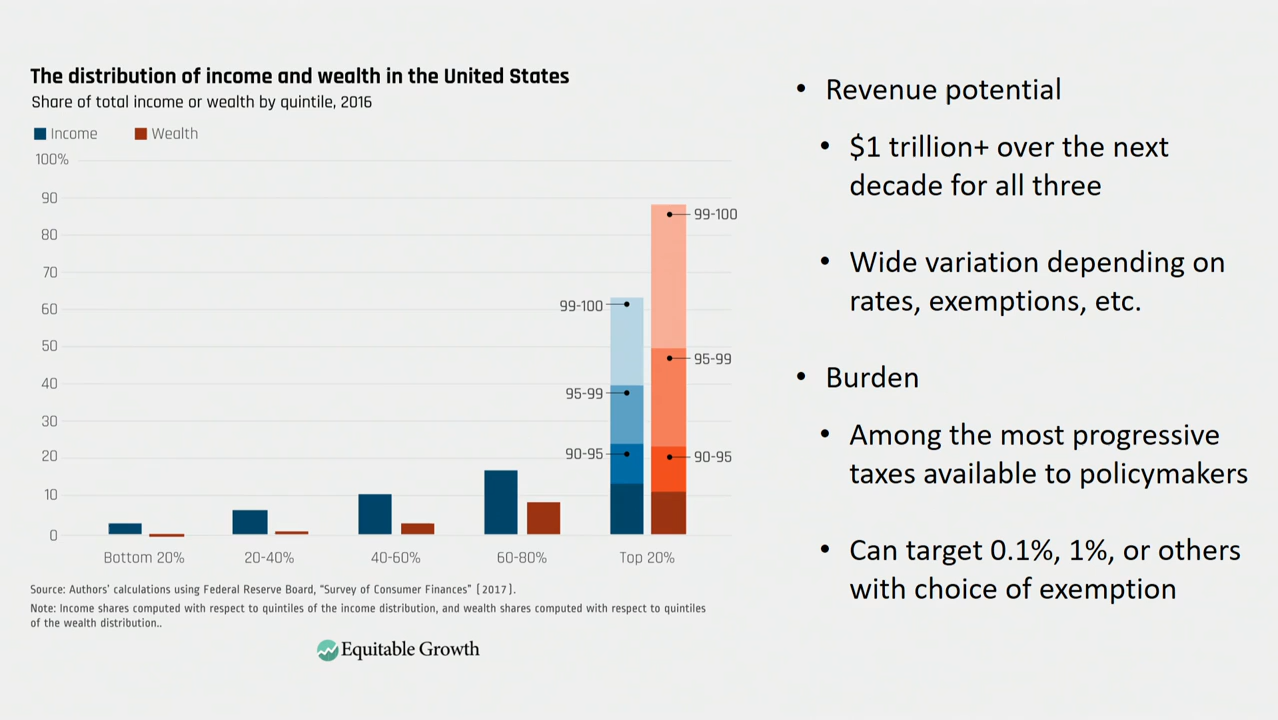 The distribution of income and wealth in the United States
Share of total income or wealth by quintile, 2016
Income Wealth
100%
90
80
70
60
50
40
30
20
10
0
99-100
95-99
90-95
99-100
95-99
90-95
Bottom 20% 20-40% 40-60% 60-80% Top 20%
Source: Authors' calculations using Federal Reserve Board, "Survey of Consumer Finances" [2017].
Note: Income shares computed with respect to quintiles of the income distribution, and wealth shares computed with respect to quintiles
of the wealth distribution..
Equitable Growth
• Revenue potential
• $1 trillion+ over the next
decade for all three
• Wide variation depending on
rates, exemptions, etc.
• Burden
• Among the most progressive
taxes available to policymakers
• Can target 0.1%, 1%, or others
with choice of exemption